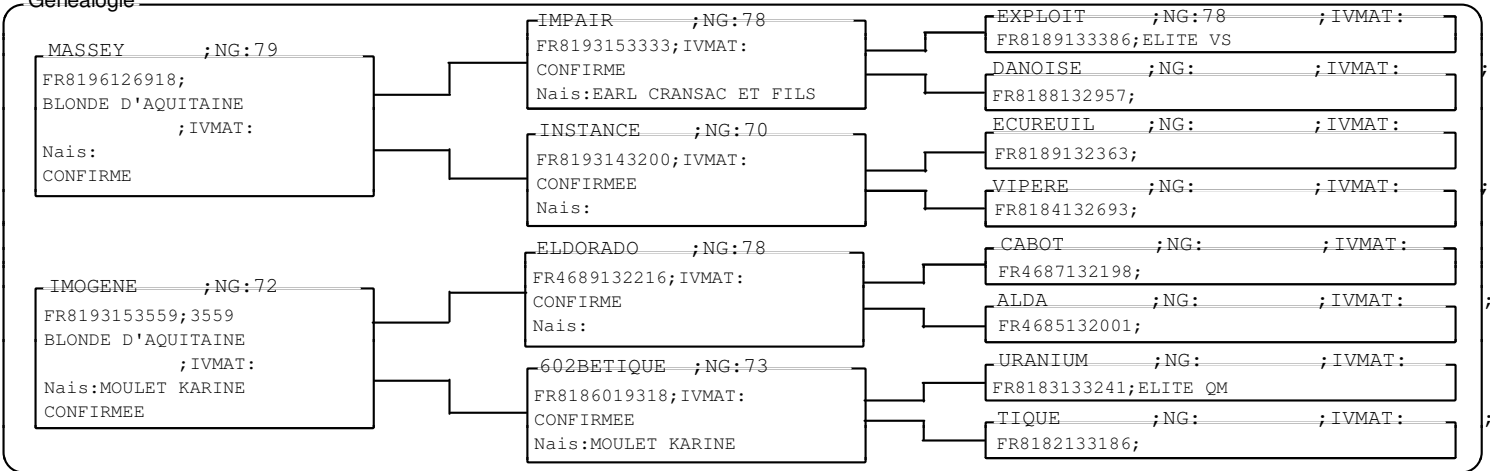 Généalogie
MASSEY ;NG:79
FR8196126918;
BLONDE D'AQUITAINE
;IVMAT:
Nais:
CONFIRME
IMOGENE ;NG:72
FR8193153559;3559
BLONDE D'AQUITAINE
;IVMAT:
Nais:MOULET KARINE
CONFIRMEE
IMPAIR ;NG:78
FR8193153333;IVMAT:
CONFIRME
Nais:EARL CRANSAC ET FILS
INSTANCE ;NG:70
FR8193143200;IVMAT:
CONFIRMEE
Nais:
ELDORADO ;NG:78
FR4689132216;IVMAT:
CONFIRME
Nais:
602BETIQUE ;NG:73
FR8186019318;IVMAT:
CONFIRMEE
Nais:MOULET KARINE
EXPLOIT ;NG:78 ;IVMAT:
FR8189133386;ELITE VS
DANOISE ;NG: ;IVMAT: ;
FR8188132957;
ECUREUIL ;NG: ;IVMAT:
FR8189132363;
VIPERE ;NG: ;IVMAT: ;
FR8184132693;
CABOT ;NG: ;IVMAT:
FR4687132198;
ALDA ;NG: ;IVMAT: ;
FR4685132001;
URANIUM ;NG: ;IVMAT:
FR8183133241;ELITE QM
TIQUE ;NG: ;IVMAT: ;
FR8182133186;